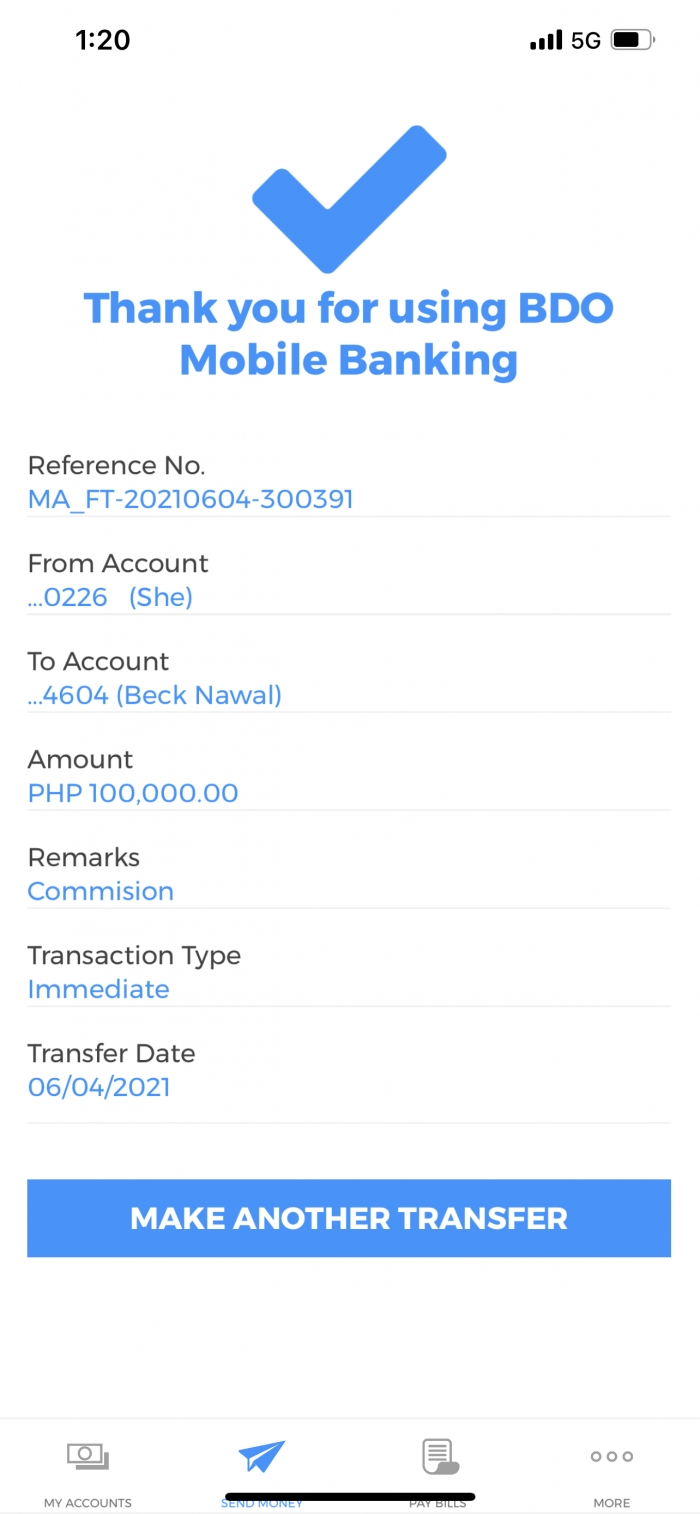 1:20
5G
Thank you for using BDO
Mobile Banking
Reference No.
MA_FT-20210604-300391
From Account
...0226 (She)
To Account
...4604 (Beck Nawal)
Amount
PHP 100,000.00
Remarks
Commision
Transaction Type
Immediate
Transfer Date
06/04/2021
MAKE ANOTHER TRANSFER
MY ACCOUNTS
SEND MONEY
PAY BILLS
MORE